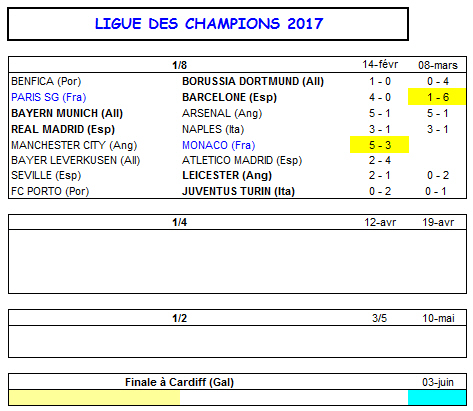 LIGUE DES CHAMPIONS 2017
1/8 14-févr 08-mars
BENFICA (Por) BORUSSIA DORTMUND (All) 1 - 0 0 - 4
PARIS SG (Fra) BARCELONE (Esp) 4 - 0 1 - 6
BAYERN MUNICH (All) ARSENAL (Ang) 5 - 1 5 - 1
REAL MADRID (Esp) NAPLES (Ita) 3 - 1 3 - 1
MANCHESTER CITY (Ang) MONACO (Fra) 5 - 3
BAYER LEVERKUSEN (All) ATLETICO MADRID (Esp) 2 - 4
SEVILLE (Esp) LEICESTER (Ang) 2 - 1 0 - 2
FC PORTO (Por) JUVENTUS TURIN (Ita) 0 - 2 0 - 1
1/4 12-avr 19-avr
1/2 3/5 10-mai
Finale à Cardiff (Gal) 03-juin